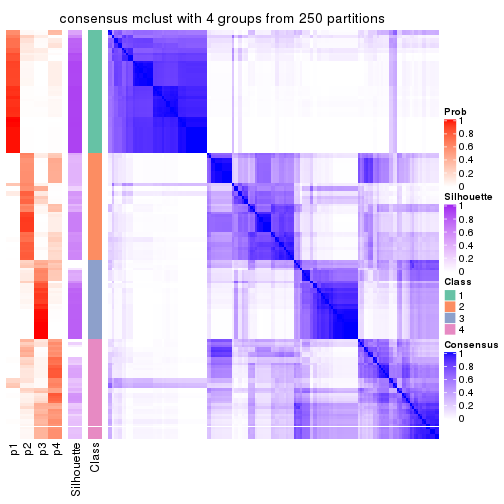 consensus mclust with 4 groups from 250 partitions
Prob
1
0.8
0.6
0.4
0.2
0
Silhouette
1
0.8
0.6
0.4
0.2
0
Class
1
2
3
4
Consensus
1
0.8
0.6
0.4
0.2
0
p1
p2
p3
p4
Silhouette
Class